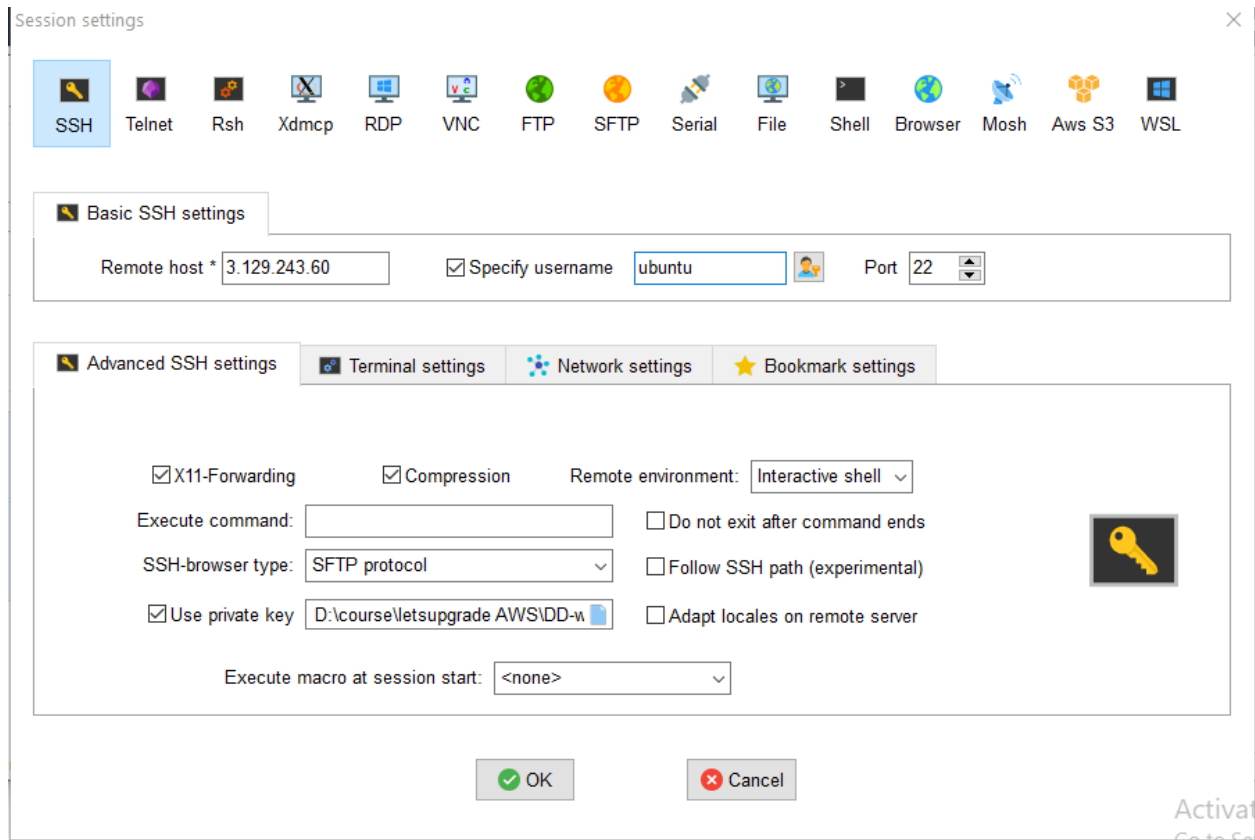 Session settings
SSH Telnet Rsh Xdmcp RDP VNC FTP SFTP Serial File Shell Browser Mosh Aws S3 WSL
Basic SSH settings
Remote host * 3.129.243.60 Specify username ubuntu Port 22
Advanced SSH settings Terminal settings Network settings Bookmark settings
X11-Forwarding Compression Remote environment: Interactive shell
Execute command: Do not exit after command ends
SSH-browser type: SFTP protocol Follow SSH path (experimental)
Use private key D:\course\letsupgrade AWS\DD-w Adapt locales on remote server
Execute macro at session start: <none>
OK Cancel
Activat